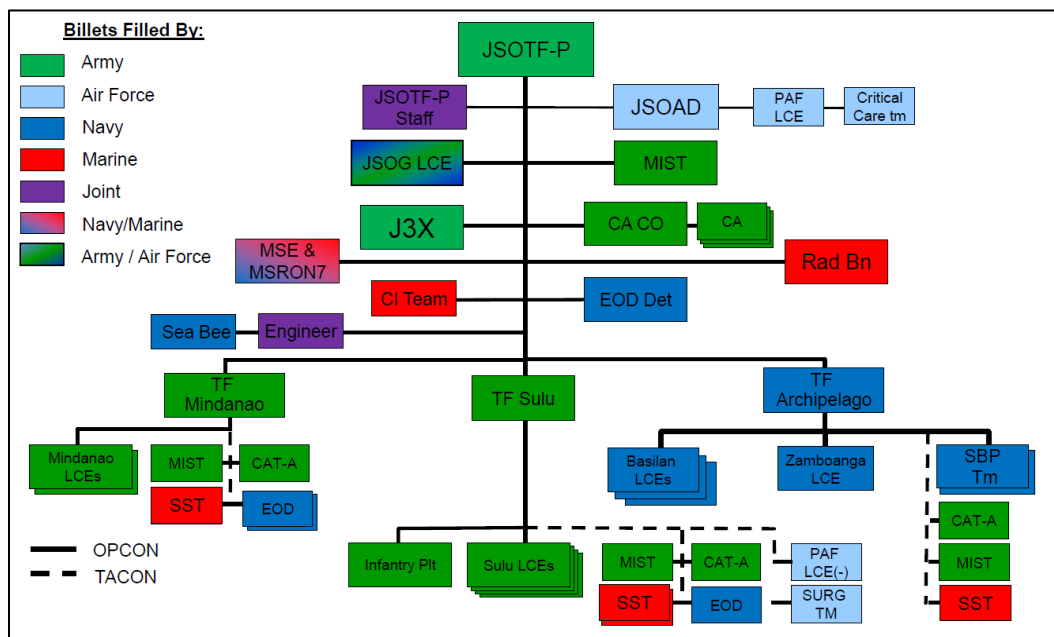 Billets Filled By:
Army
Air Force
Navy
Marine
Joint
Navy/Marine
Army / Air Force
JSOTF-P
JSOTF-P
Staff
JSOAD
PAF
LCE
Critical
Care tm
JSOG LCE
MIST
J3X
CA CO
CA
MSE &
MSRON7
Rad Bn
CI Team
EOD Det
Sea Bee
Engineer
TF
Mindanao
TF Sulu
TF
Archipelago
Mindanao
LCEs
MIST
CAT-A
SST
EOD
Basilan
LCEs
Zamboanga
LCE
SBP
Tm
CAT-A
MIST
SST
Infantry Plt
Sulu LCEs
MIST
CAT-A
PAF
LCE(-)
SST
EOD
SURG
TM
OPCON
TACON